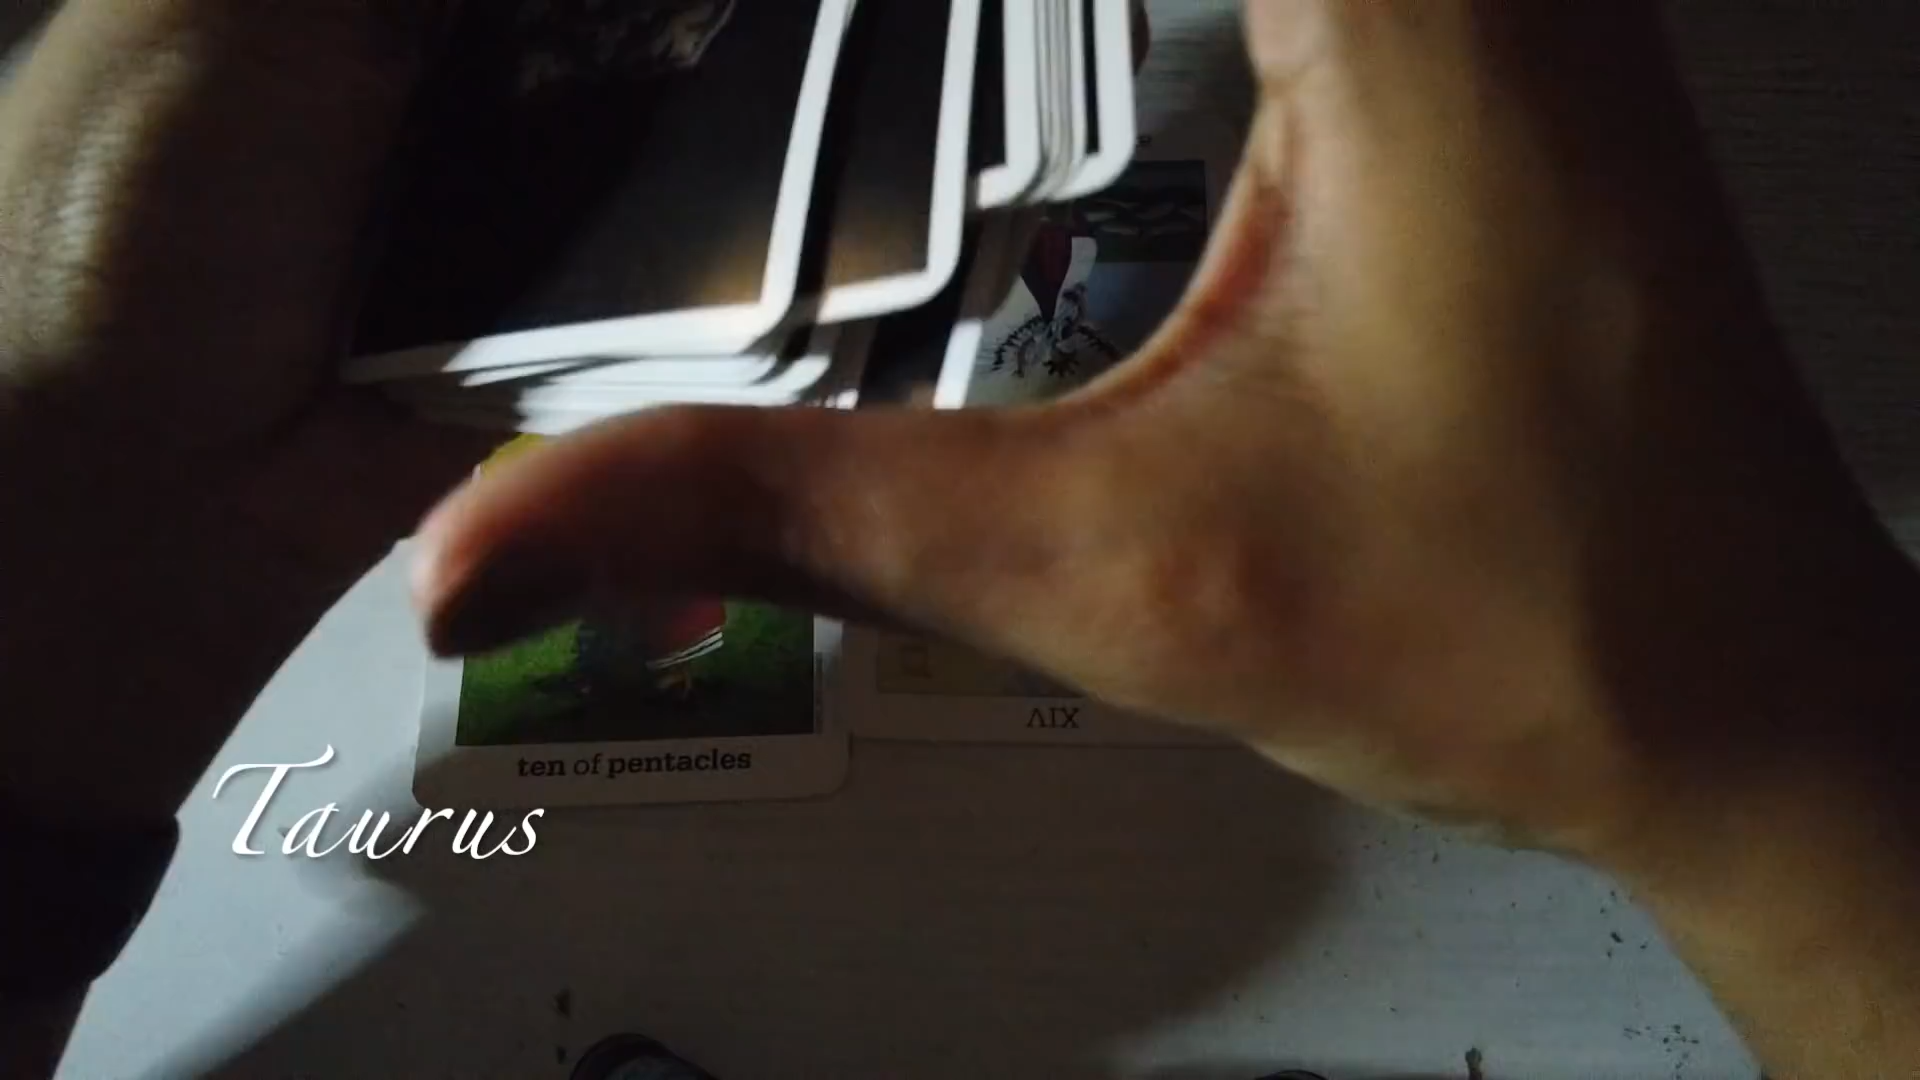 ten of pentacles
XIV
Taurus